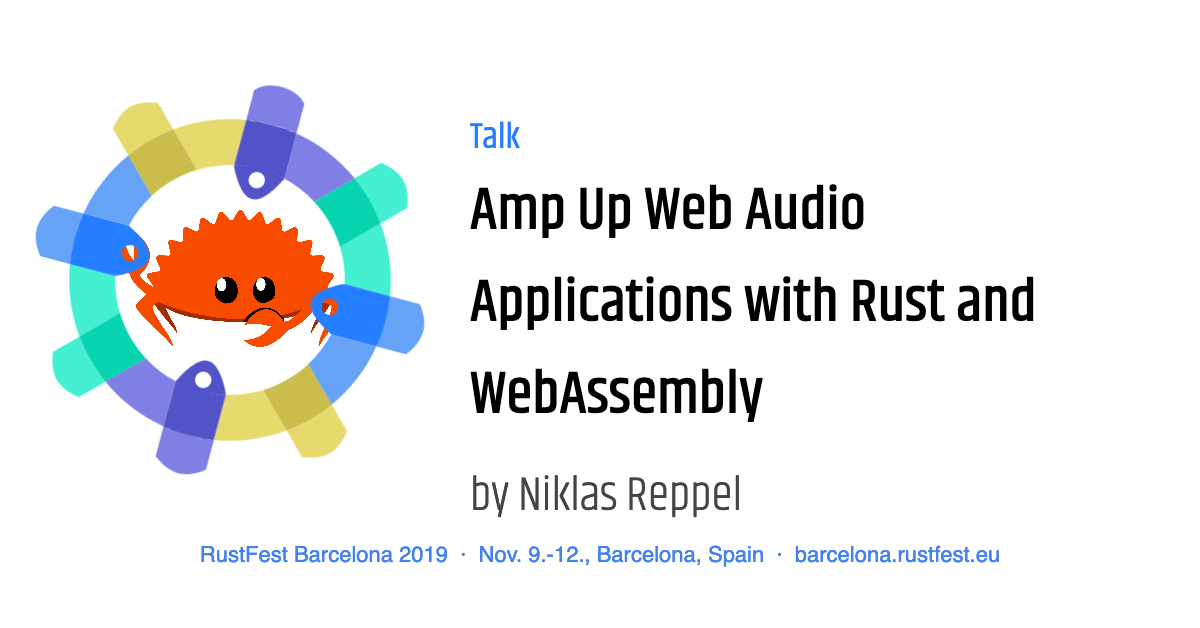 Talk
Amp Up Web Audio
Applications with Rust and
WebAssembly
by Niklas Reppel
RustFest Barcelona 2019 · Nov. 9.-12., Barcelona, Spain · barcelona.rustfest.eu